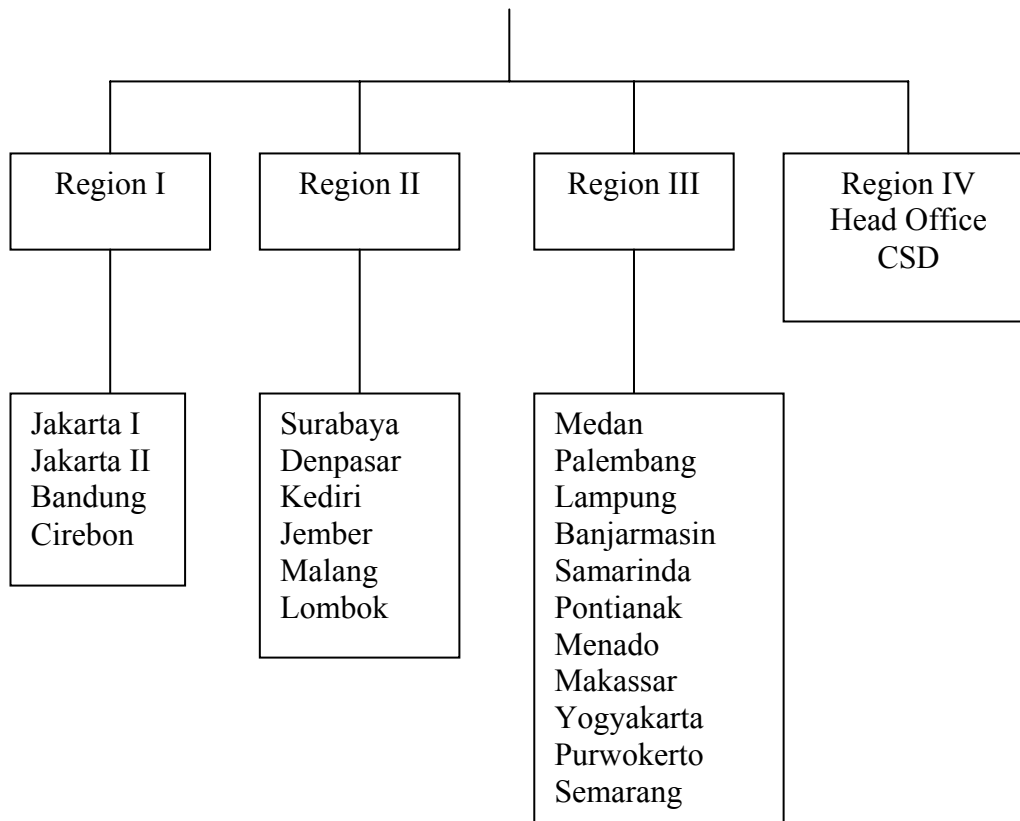 Region I
Region II
Region III
Region IV
Head Office
CSD
Jakarta I
Jakarta II
Bandung
Cirebon
Surabaya
Denpasar
Kediri
Jember
Malang
Lombok
Medan
Palembang
Lampung
Banjarmasin
Samarinda
Pontianak
Menado
Makassar
Yogyakarta
Purwokerto
Semarang